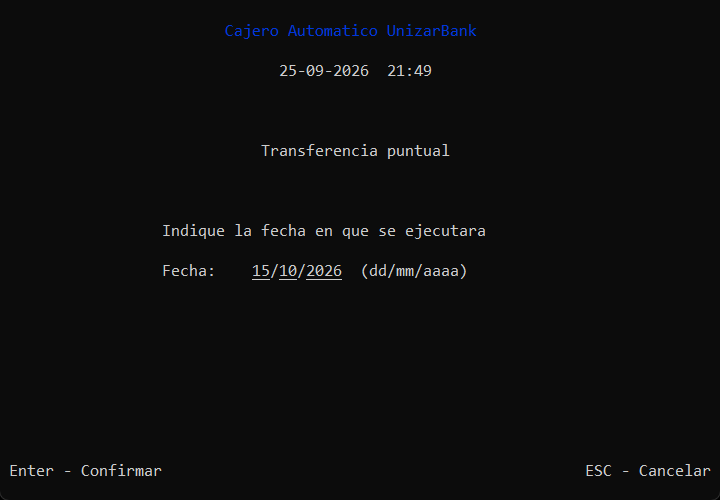 Cajero Automatico UnizarBank
25-09-2026  21:49
Transferencia puntual
Indique la fecha en que se ejecutara
Fecha:    15/10/2026  (dd/mm/aaaa)
Enter - Confirmar
ESC - Cancelar